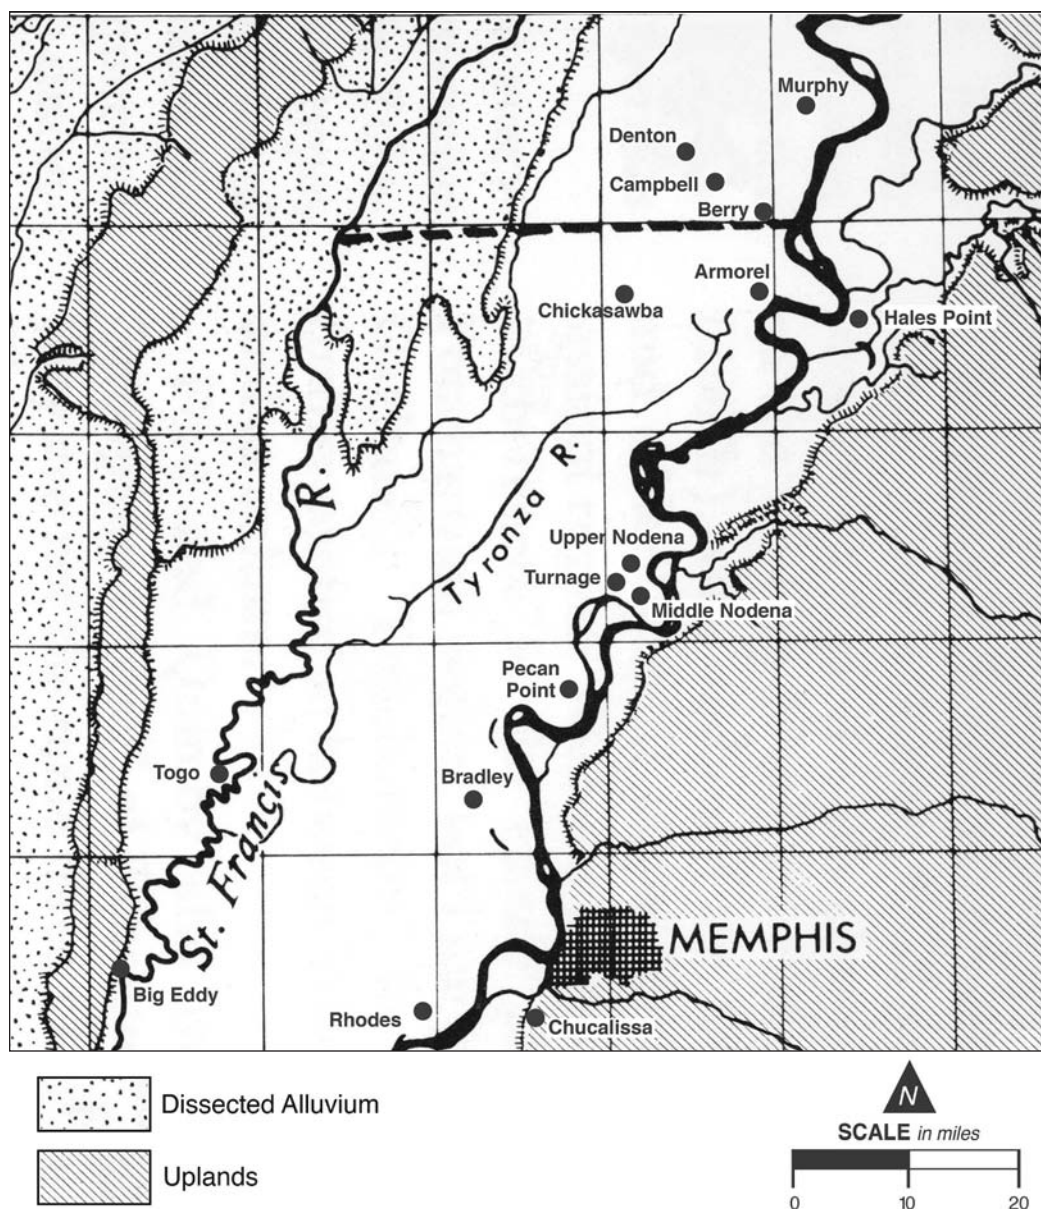 Murphy
Denton
Campbell
Berry
Armorel
Chickasawba
Hales Point
R.
R.
Tyronza
Upper Nodena
Turnage
Middle Nodena
Pecan
Point
Togo
Bradley
St. Francis
MEMPHIS
Big Eddy
Rhodes
Chucalissa
Dissected Alluvium
Uplands
N
SCALE in miles
0 10 20